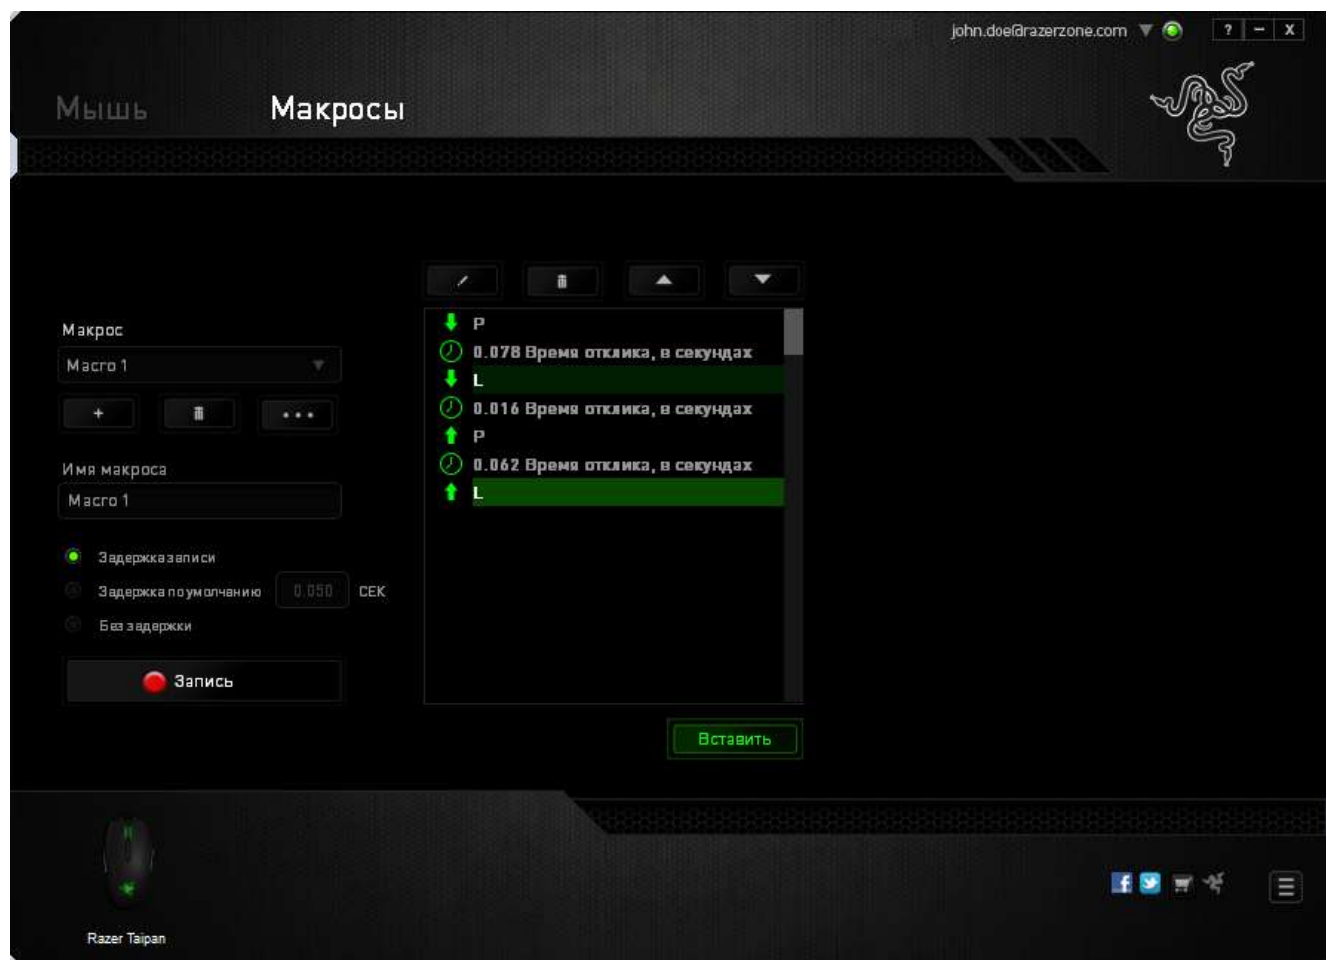 john.doe@razerzone.com
? – X
Мышь
Макросы
Макрос
Macro 1
+
Имя макроса
Macro 1
Задержка записи
Задержка по умолчанию 0.050 СЕК
Без задержки
Запись
P
0.078 Время отклика, в секундах
L
0.016 Время отклика, в секундах
P
0.062 Время отклика, в секундах
L
Вставить
Razer Taipan